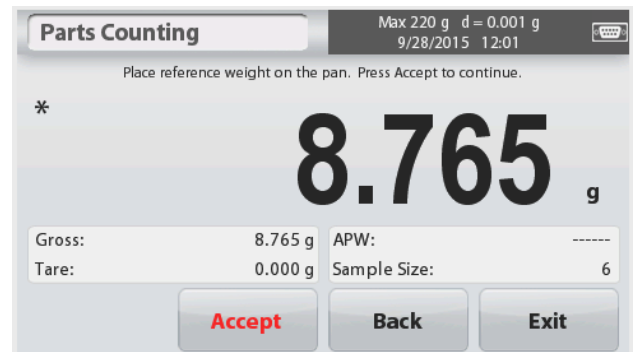 Parts Counting
Max 220 g d = 0.001 g
9/28/2015 12:01
Place reference weight on the pan. Press Accept to continue.
*
8.765 g
Gross: 8.765 g APW: ------
Tare: 0.000 g Sample Size: 6
Accept Back Exit